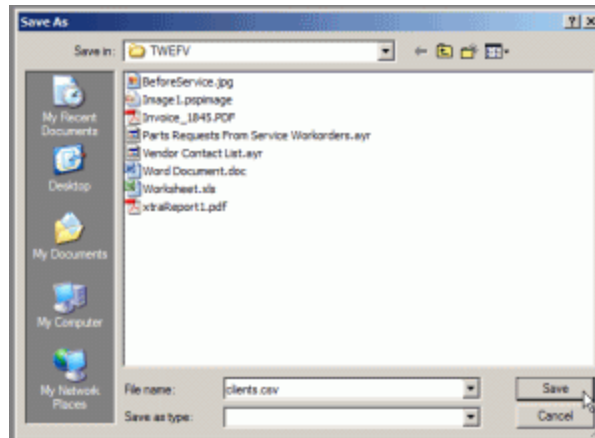 Save As
Save in: TWEFV
BeforeService.jpg
Image1.pspimage
Invoice_1845.PDF
Parts Requests From Service Workorders.ayr
Vendor Contact List.ayr
Word Document.doc
Worksheet.xls
xtraReport1.pdf
My Recent
Documents
Desktop
My Documents
My Computer
My Network
Places
File name: clients.csv Save
Save as type: Cancel